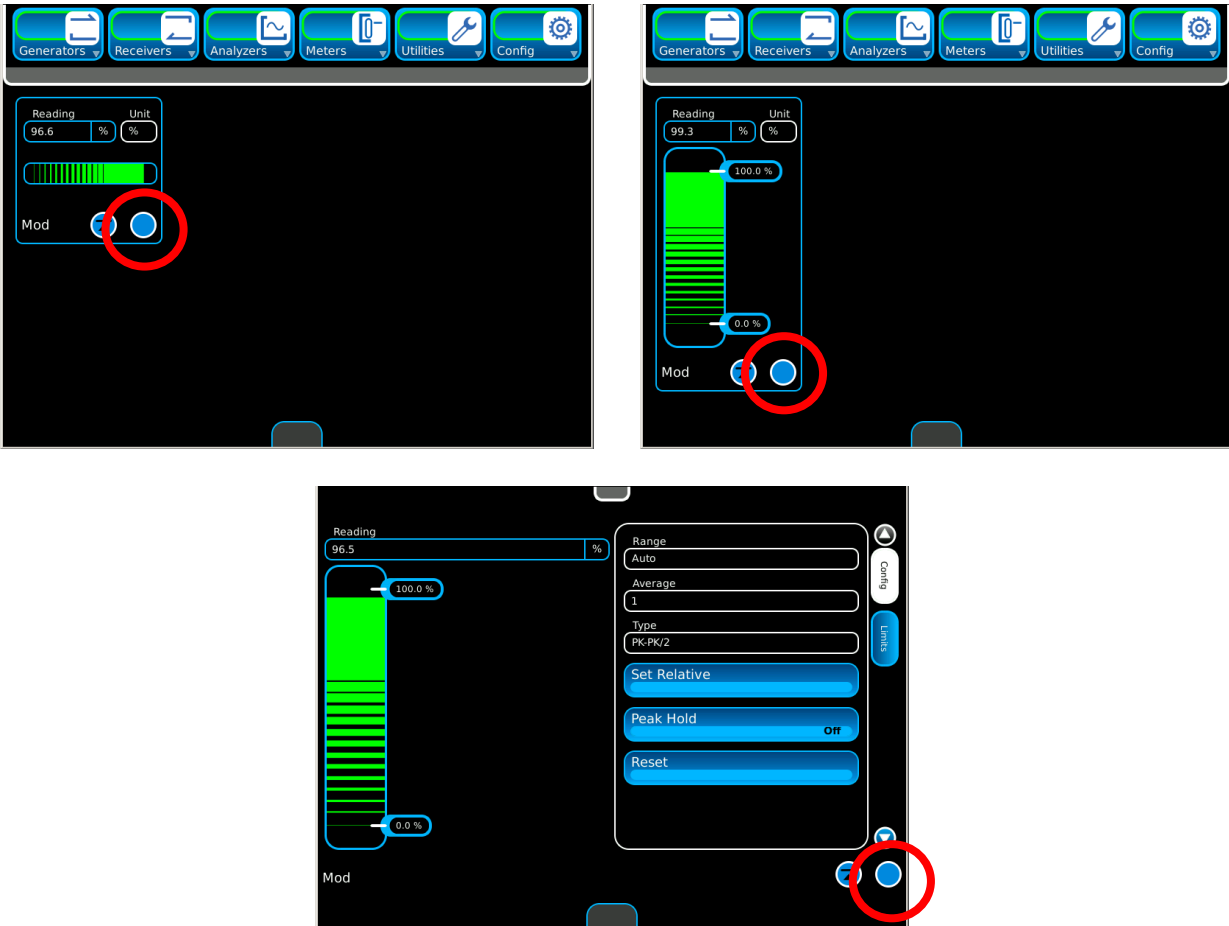 Generators Receivers Analyzers Meters Utilities Config
Reading Unit
96.6 % %
Mod
Generators Receivers Analyzers Meters Utilities Config
Reading Unit
99.3 % %
100.0 %
0.0 %
Mod
Reading
96.5 %
100.0 %
0.0 %
Mod
Range
Auto
Average
1
Type
PK-PK/2
Set Relative
Peak Hold
Off
Reset
Config
Limits